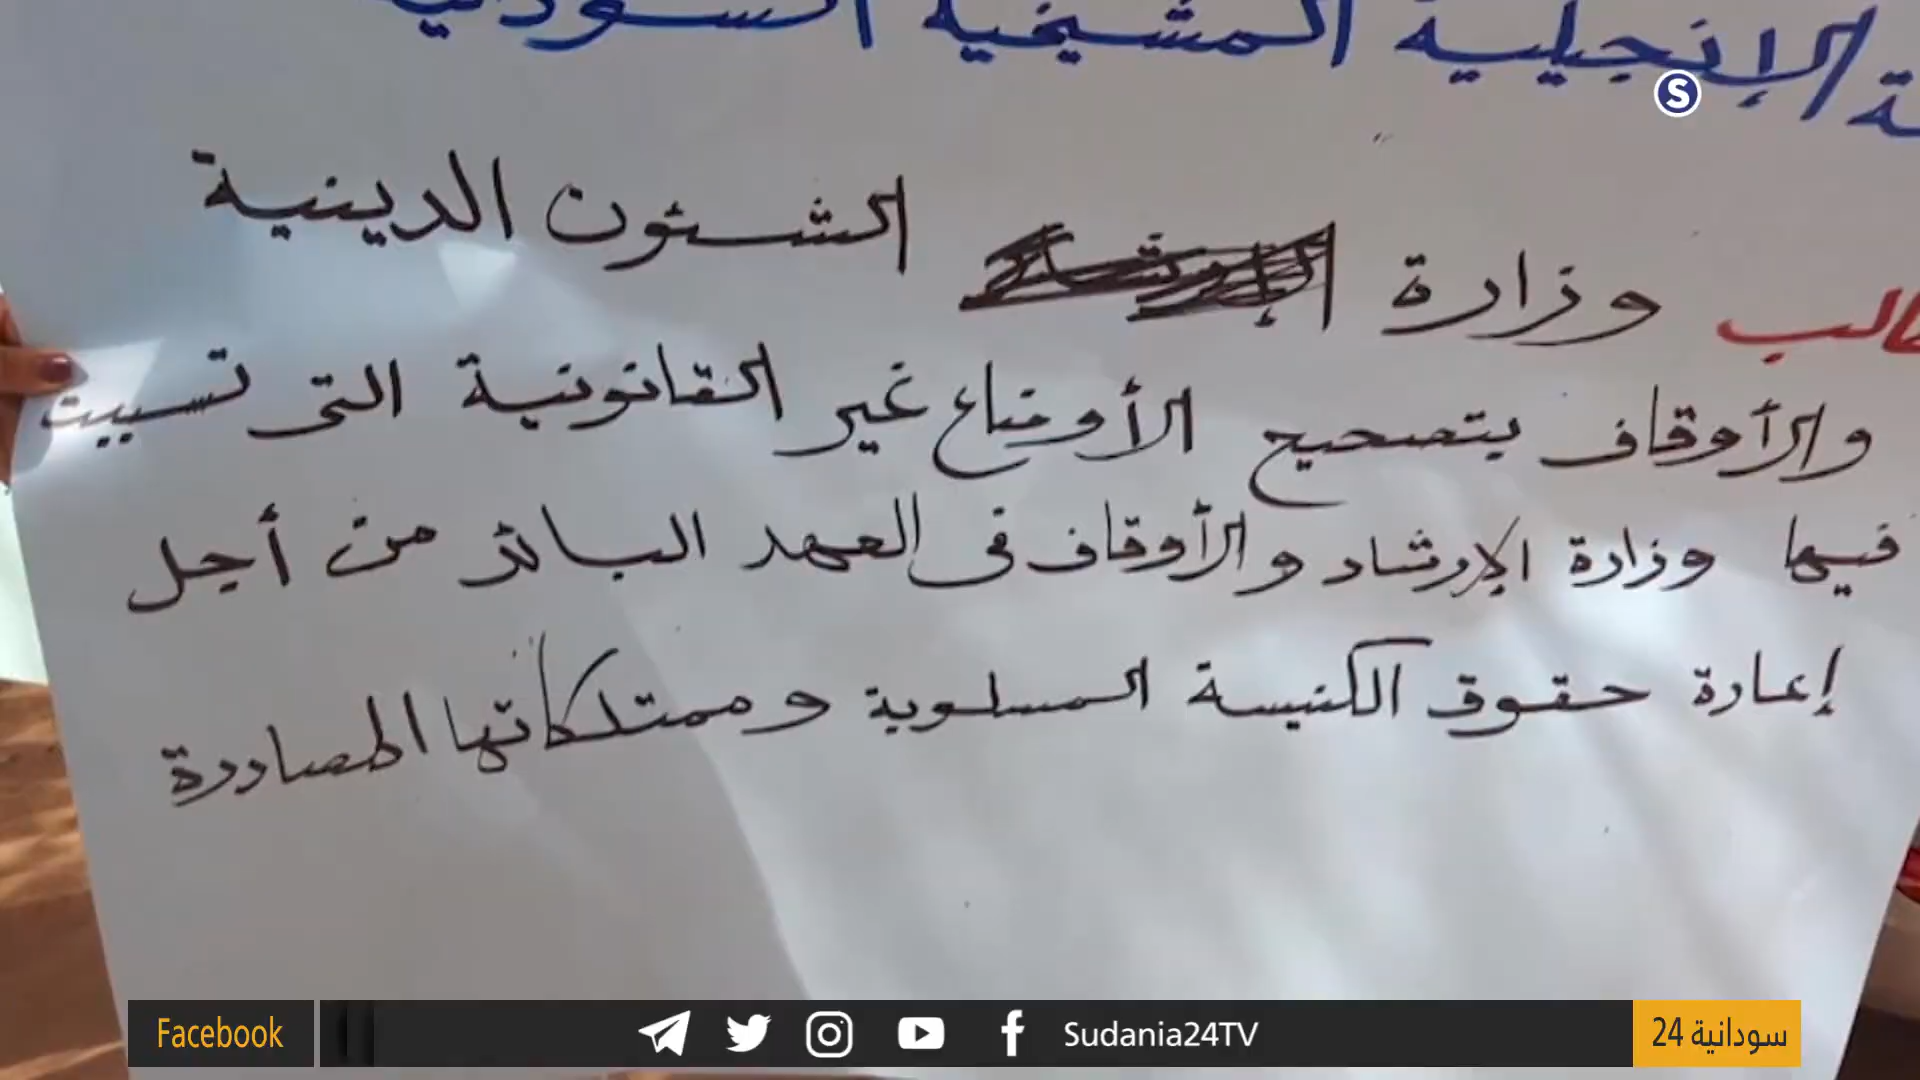 الإنجيلية المشيخية السودانية
طالب وزارة الشئون الدينية
والأوقاف بتصحيح الأوضاع غير القانونية التى تسببت
فيها وزارة الإرشاد والأوقاف فى العهد البائد من أجل
إعادة حقوق الكنيسة المسلوبة وممتلكاتها المصادرة
S
Facebook
Sudania24TV
سودانية 24